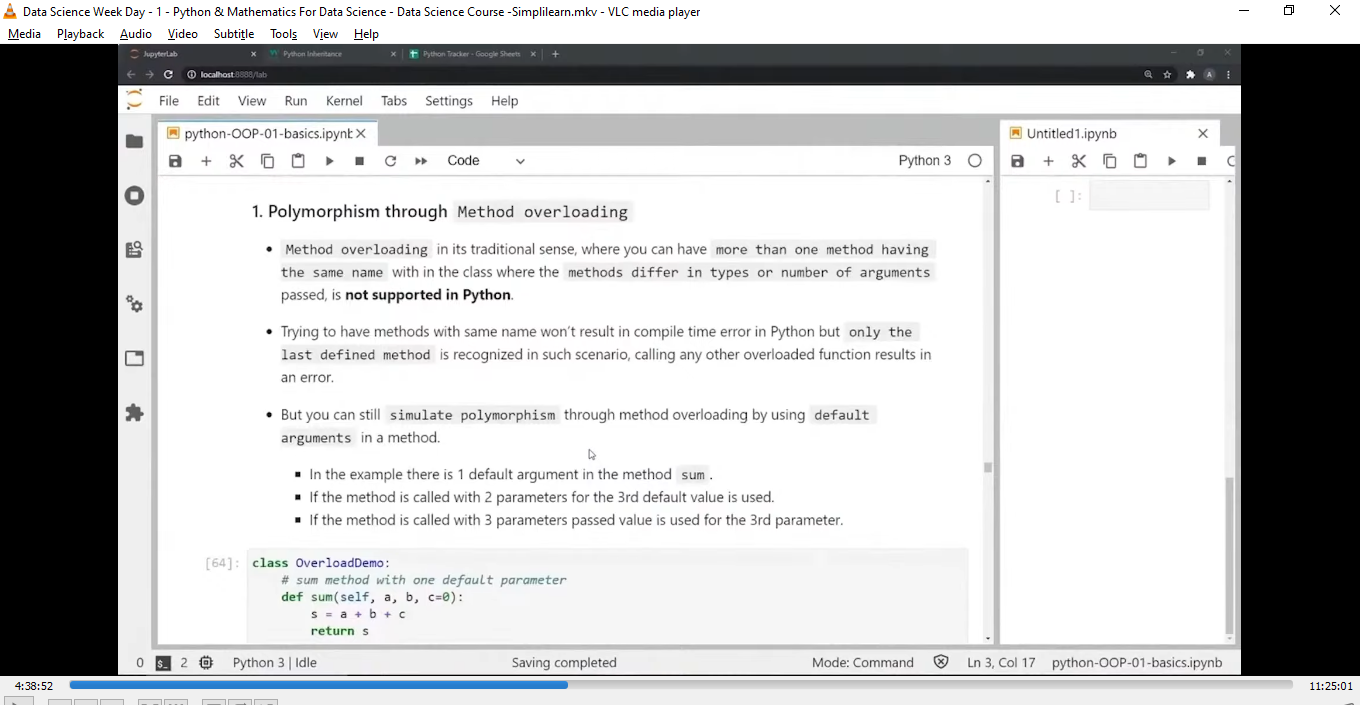 Data Science Week Day - 1 - Python & Mathematics For Data Science - Data Science Course -Simplilearn.mkv - VLC media player
Media Playback Audio Video Subtitle Tools View Help
JupyterLab Python Inheritance Python Tracker - Google Sheets
localhost:8888/lab A
File Edit View Run Kernel Tabs Settings Help
python-OOP-01-basics.ipynb Untitled1.ipynb
Code Python 3
[ ]:
1. Polymorphism through Method overloading
• Method overloading in its traditional sense, where you can have more than one method having
the same name with in the class where the methods differ in types or number of arguments
passed, is not supported in Python.
• Trying to have methods with same name won't result in compile time error in Python but only the
last defined method is recognized in such scenario, calling any other overloaded function results in
an error.
• But you can still simulate polymorphism through method overloading by using default
arguments in a method.
▪ In the example there is 1 default argument in the method sum .
▪ If the method is called with 2 parameters for the 3rd default value is used.
▪ If the method is called with 3 parameters passed value is used for the 3rd parameter.
[64]: class OverloadDemo:
# sum method with one default parameter
def sum(self, a, b, c=0):
s = a + b + c
return s
0 2 Python 3 | Idle Saving completed Mode: Command Ln 3, Col 17 python-OOP-01-basics.ipynb
4:38:52 11:25:01